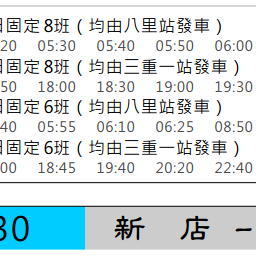 日固定 8班 ( 均由八里站發車 )
20 05:30 05:40 05:50 06:00
日固定 8班 ( 均由三重一站發車 )
50 18:00 18:30 19:00 19:30
日固定 6班 ( 均由八里站發車 )
40 05:55 06:10 06:25 08:50
日固定 6班 ( 均由三重一站發車 )
00 18:45 19:40 20:20 22:40
30 新 店 -